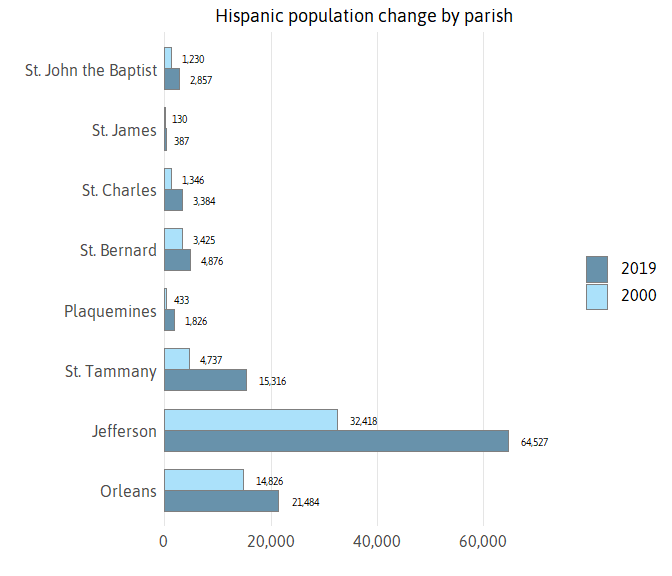 Hispanic population change by parish
St. John the Baptist
1,230
2,857
St. James
130
387
St. Charles
1,346
3,384
St. Bernard
3,425
4,876
Plaquemines
433
1,826
St. Tammany
4,737
15,316
Jefferson
32,418
64,527
Orleans
14,826
21,484
0 20,000 40,000 60,000
2019
2000